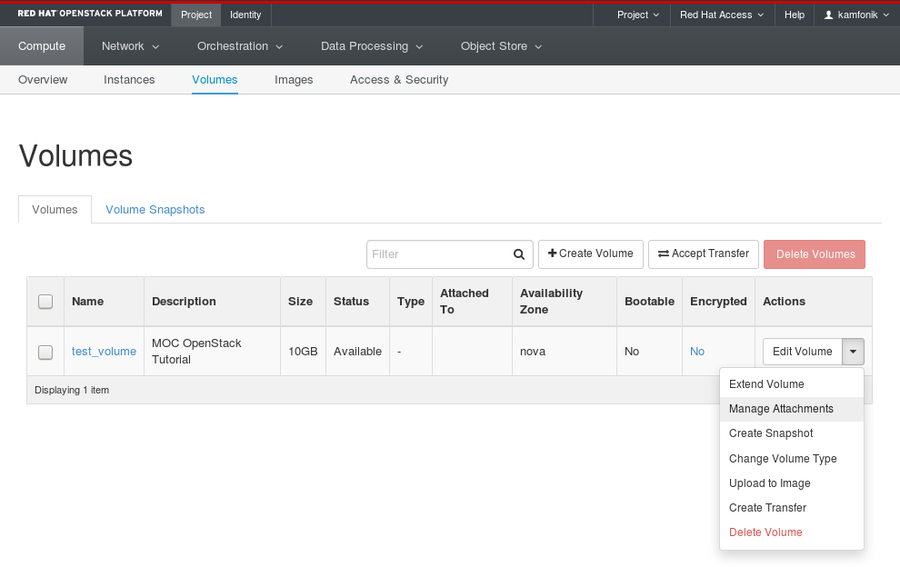 RED HAT OPENSTACK PLATFORM Project Identity Project Red Hat Access Help kamfonik
Compute Network Orchestration Data Processing Object Store
Overview Instances Volumes Images Access & Security
Volumes
Volumes Volume Snapshots
Filter Create Volume Accept Transfer Delete Volumes
Name Description Size Status Type Attached To Availability Zone Bootable Encrypted Actions
test_volume MOC OpenStack Tutorial 10GB Available - nova No No Edit Volume
Displaying 1 item
Extend Volume
Manage Attachments
Create Snapshot
Change Volume Type
Upload to Image
Create Transfer
Delete Volume